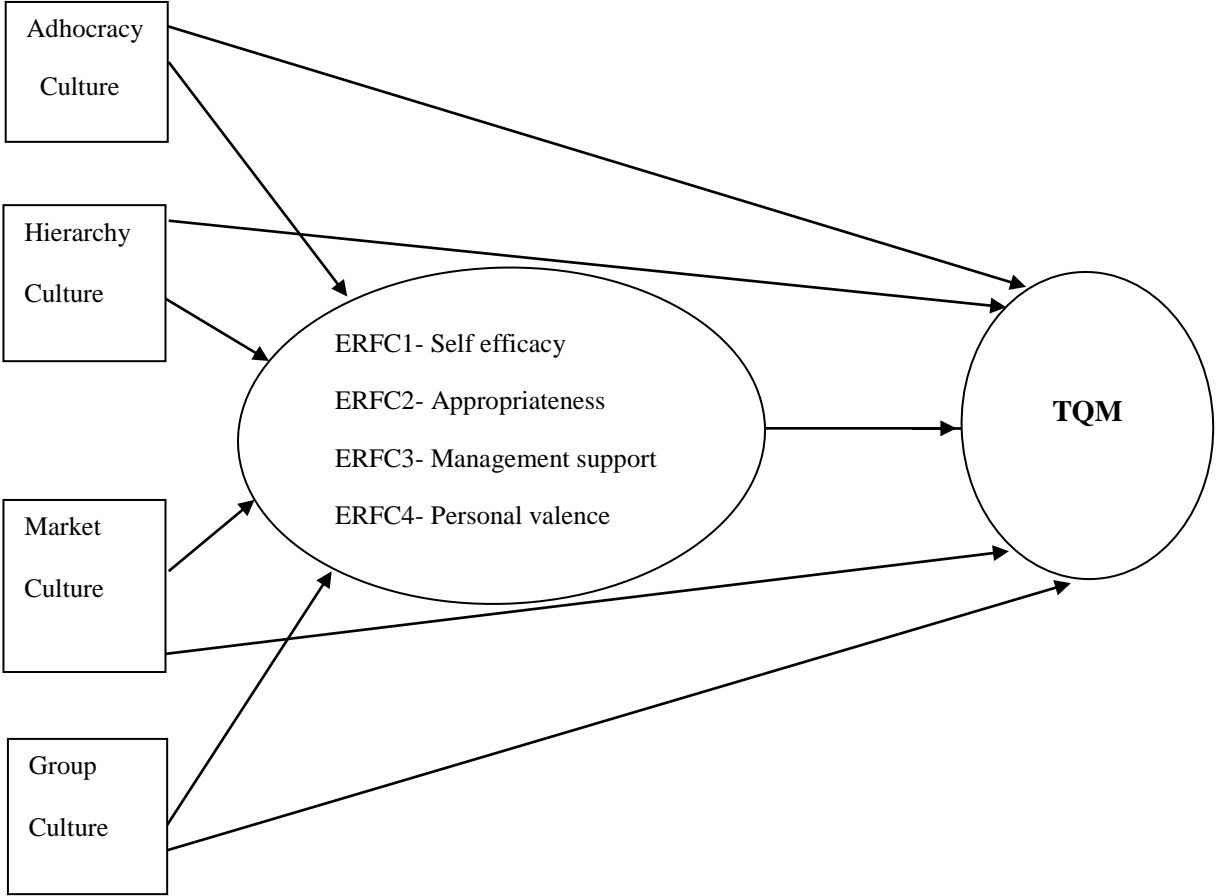 Adhocracy
Culture
Hierarchy
Culture
ERFC1- Self efficacy
ERFC2- Appropriateness
ERFC3- Management support
ERFC4- Personal valence
TQM
Market
Culture
Group
Culture